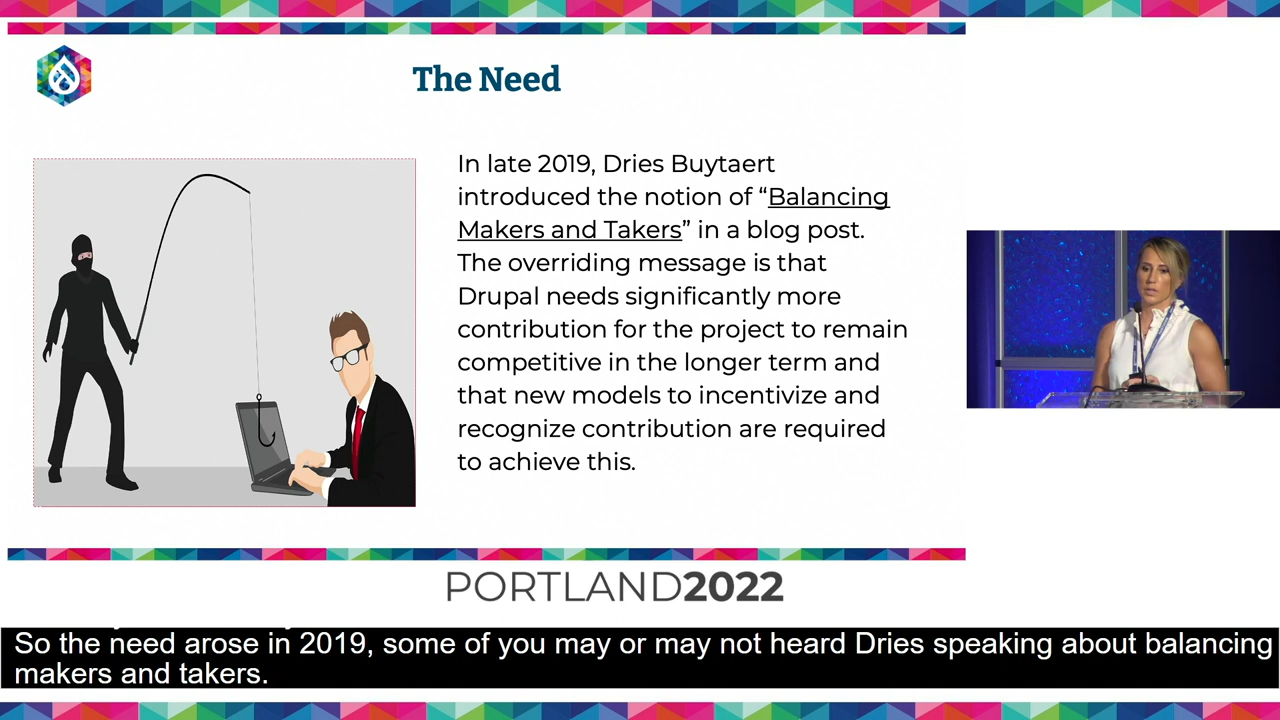 The Need
In late 2019, Dries Buytaert
introduced the notion of “Balancing
Makers and Takers” in a blog post.
The overriding message is that
Drupal needs significantly more
contribution for the project to remain
competitive in the longer term and
that new models to incentivize and
recognize contribution are required
to achieve this.
PORTLAND2022
So the need arose in 2019, some of you may or may not heard Dries speaking about balancing
makers and takers.